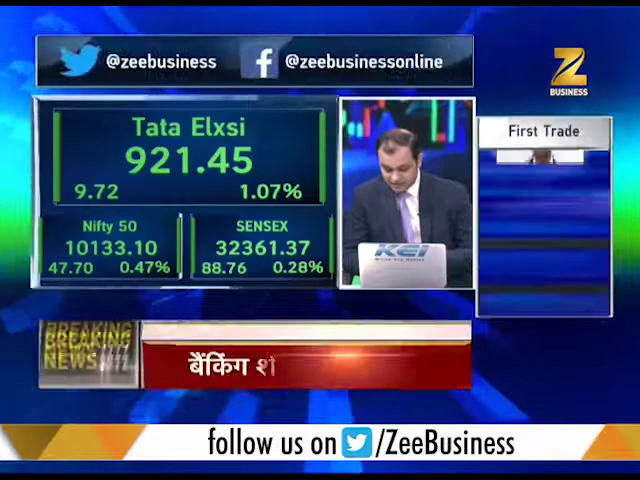 @zeebusiness
@zeebusinessonline
Z
BUSINESS
Tata Elxsi
921.45
9.72 1.07%
Nifty 50
10133.10
47.70 0.47%
SENSEX
32361.37
88.76 0.28%
KEI
First Trade
BREAKING
BREAKING
NEWS
बैंकिंग
follow us on /ZeeBusiness